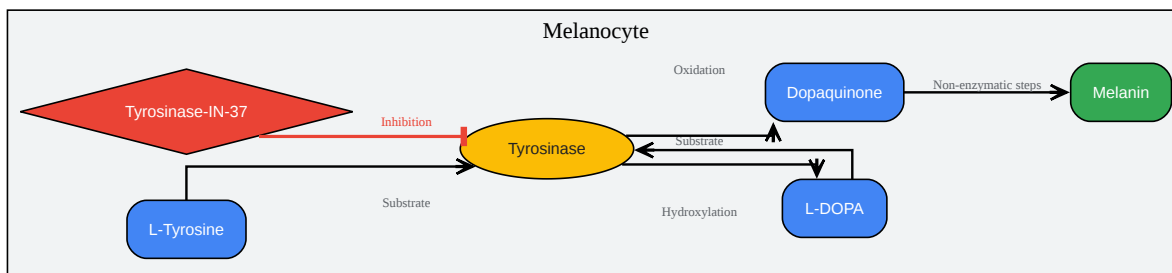 Melanocyte
Oxidation
Dopaquinone
Non-enzymatic steps
Melanin
Tyrosinase-IN-37
Inhibition
Tyrosinase
Substrate
Substrate
Hydroxylation
L-DOPA
L-Tyrosine